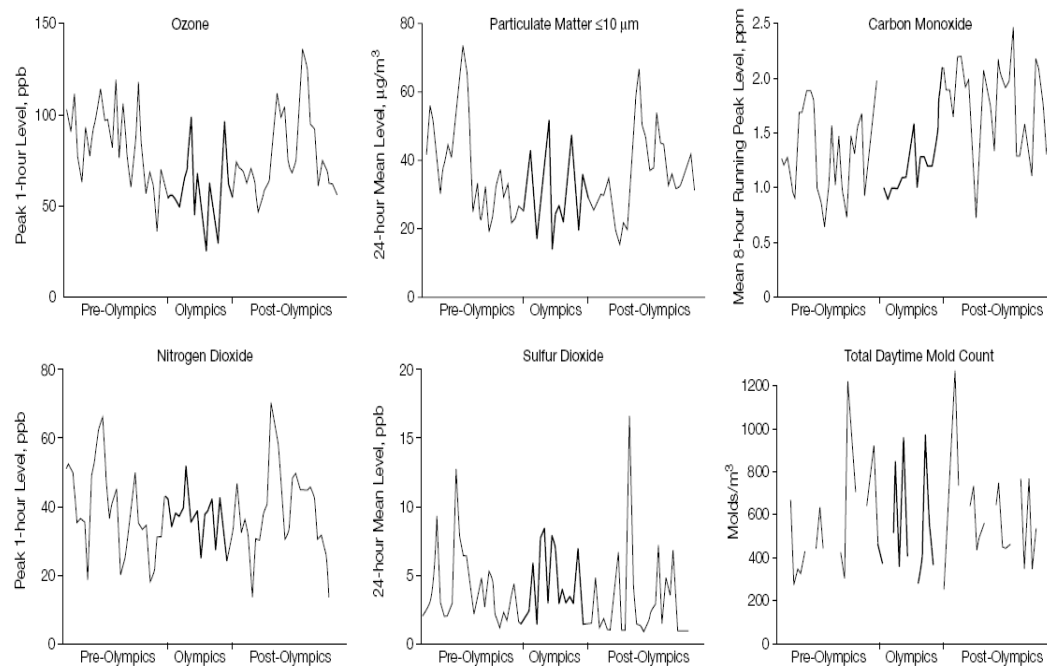 Ozone
Peak 1-hour Level, ppb
150
100
50
0
Pre-Olympics Olympics Post-Olympics
Particulate Matter ≤10 μm
24-hour Mean Level, μg/m³
80
60
40
20
0
Pre-Olympics Olympics Post-Olympics
Carbon Monoxide
Mean 8-hour Running Peak Level, ppm
2.5
2.0
1.5
1.0
0.5
0
Pre-Olympics Olympics Post-Olympics
Nitrogen Dioxide
Peak 1-hour Level, ppb
80
60
40
20
0
Pre-Olympics Olympics Post-Olympics
Sulfur Dioxide
24-hour Mean Level, ppb
20
15
10
5
0
Pre-Olympics Olympics Post-Olympics
Total Daytime Mold Count
Molds/m³
1200
1000
800
600
400
200
0
Pre-Olympics Olympics Post-Olympics